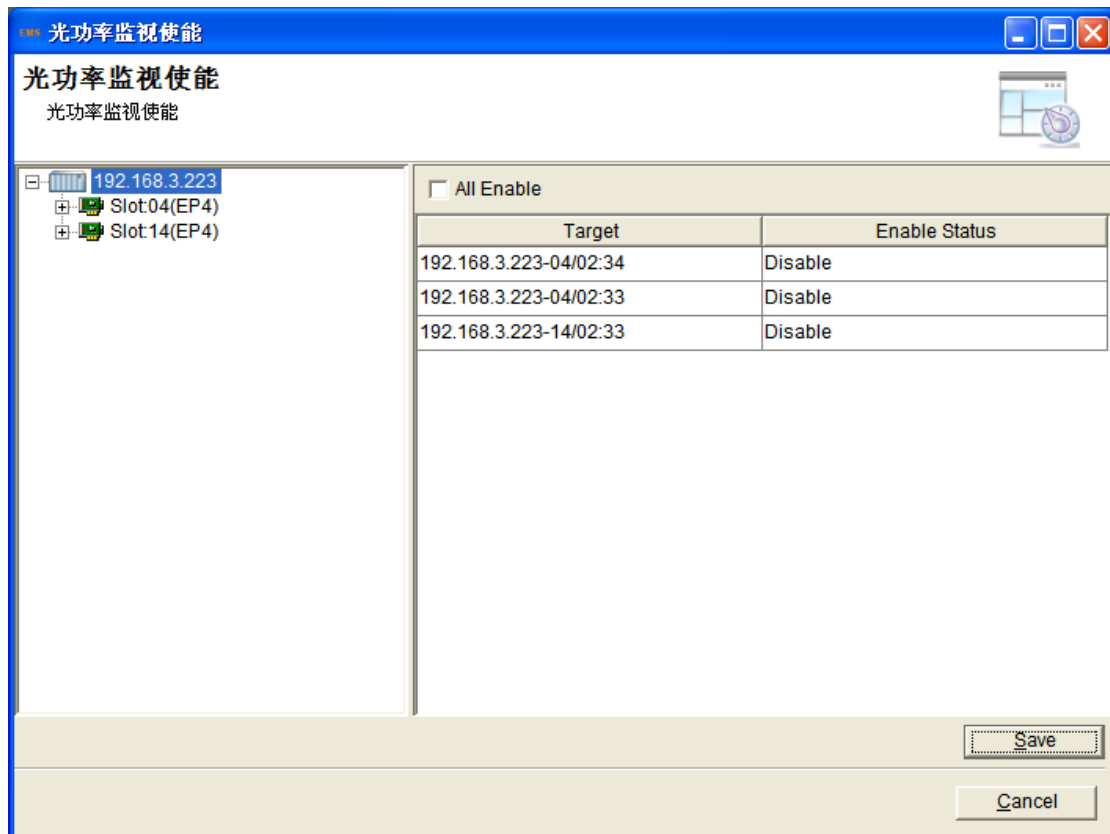 EMS 光功率监视使能
光功率监视使能
光功率监视使能
192.168.3.223
Slot:04(EP4)
Slot:14(EP4)
All Enable
Target Enable Status
192.168.3.223-04/02:34 Disable
192.168.3.223-04/02:33 Disable
192.168.3.223-14/02:33 Disable
Save
Cancel